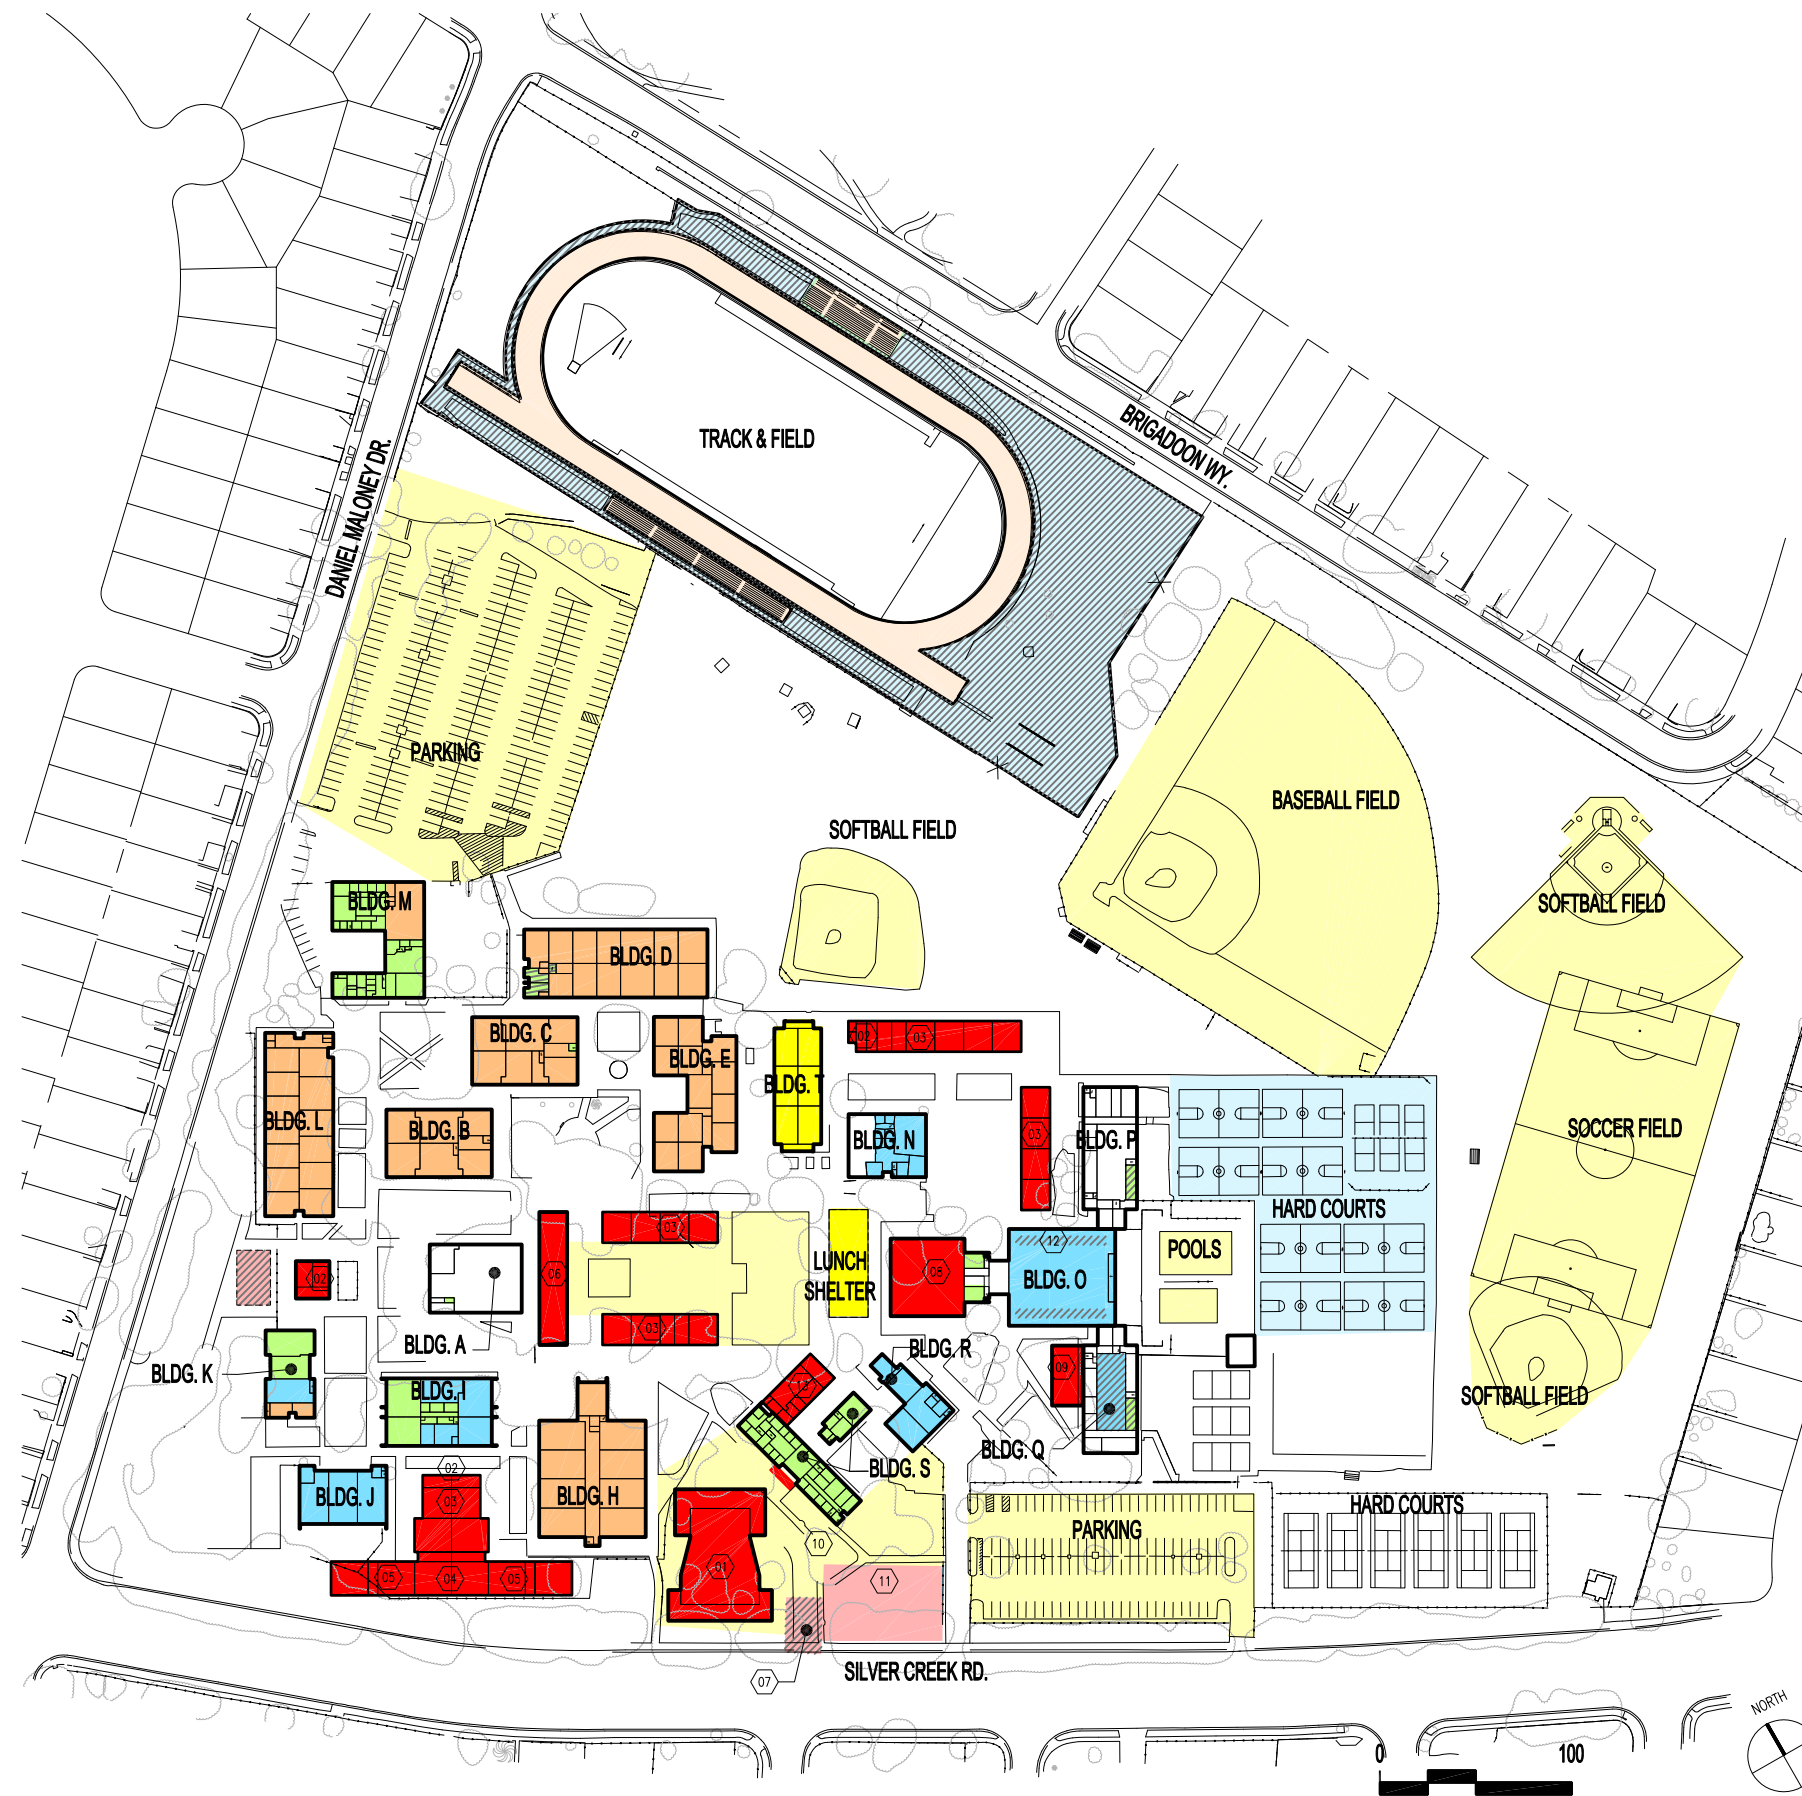 BRIGADOON WY.
TRACK & FIELD
DANIEL MALONEY DR.
PARKING
BASEBALL FIELD
SOFTBALL FIELD
SOFTBALL FIELD
BLDG. M
BLDG. D
BLDG. C
BLDG. E
02
03
BLDG. T
BLDG. L
BLDG. B
BLDG. N
03
BLDG. P
SOCCER FIELD
HARD COURTS
03
12
POOLS
LUNCH
SHELTER
02
06
08
BLDG. O
03
BLDG. A
BLDG. R
BLDG. K
09
BLDG. I
13
SOFTBALL FIELD
BLDG. Q
BLDG. S
02
BLDG. J
03
BLDG. H
HARD COURTS
PARKING
10
01
05
04
05
11
07
SILVER CREEK RD.
NORTH
0
100